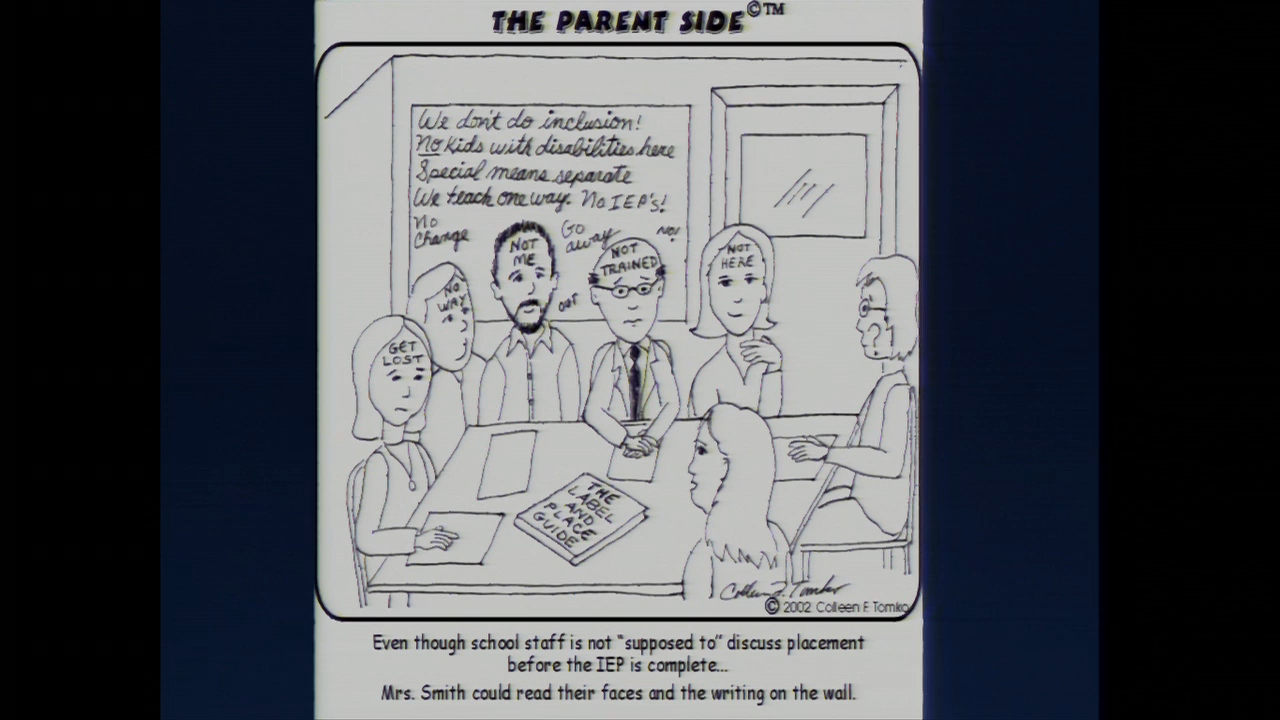 THE PARENT SIDE ©™
We don't do inclusion!
No kids with disabilities here
Special means separate
We teach one way. No IEP's!
No
Change
Go
away
NO!
OUT
NOT
ME
NOT
TRAINED
NOT
HERE
NO
WAY
GET
LOST
?
THE
LABEL
AND
PLACE
GUIDE
Colleen F. Tomko
© 2002 Colleen F. Tomko
Even though school staff is not “supposed to” discuss placement
before the IEP is complete...
Mrs. Smith could read their faces and the writing on the wall.